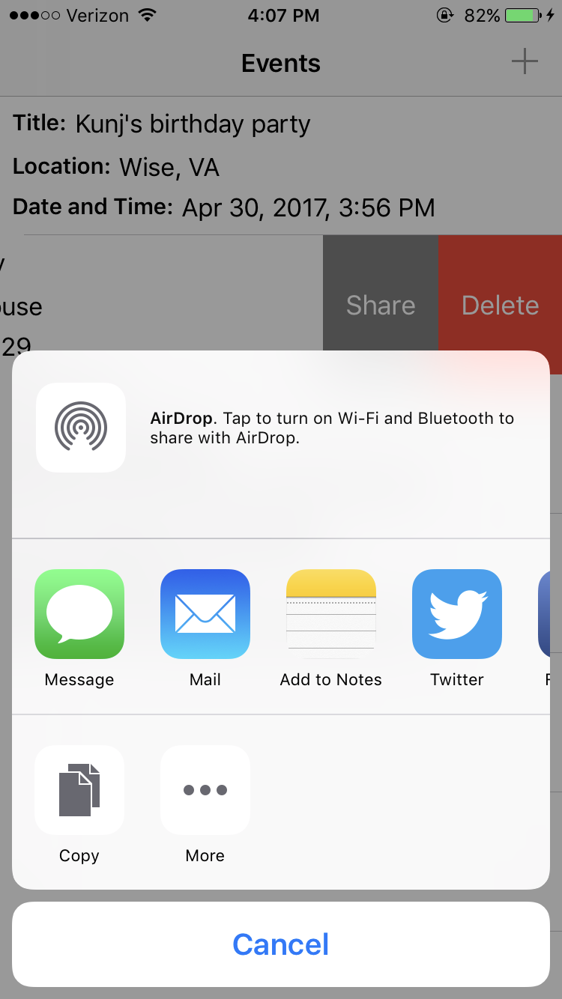 Verizon 4:07 PM 82%
Events
Title: Kunj's birthday party
Location: Wise, VA
Date and Time: Apr 30, 2017, 3:56 PM
Share Delete
29
AirDrop. Tap to turn on Wi-Fi and Bluetooth to
share with AirDrop.
Message Mail Add to Notes Twitter
Copy More
Cancel